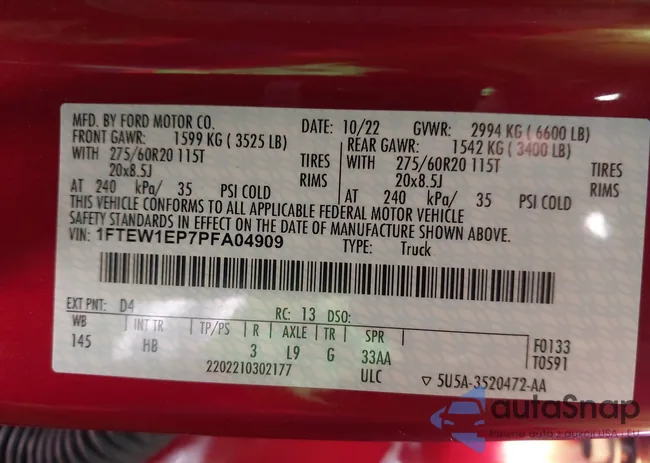 MFD. BY FORD MOTOR CO. DATE: 10/22 GVWR: 2994 KG (6600 LB)
FRONT GAWR: 1599 KG (3525 LB) REAR GAWR: 1542 KG (3400 LB)
WITH 275/60R20 115T TIRES WITH 275/60R20 115T TIRES
20x8.5J RIMS 20x8.5J RIMS
AT 240 kPa/ 35 PSI COLD AT 240 kPa/ 35 PSI COLD
THIS VEHICLE CONFORMS TO ALL APPLICABLE FEDERAL MOTOR VEHICLE
SAFETY STANDARDS IN EFFECT ON THE DATE OF MANUFACTURE SHOWN ABOVE.
VIN: 1FTEW1EP7PFA04909 TYPE: Truck
EXT PNT: D4 RC: 13 DSO:
WB INT TR TP/PS R AXLE TR SPR F0133
145 HB 3 L9 G 33AA T0591
2202210302177 ULC ▽ 5U5A-3520472-AA
autoSnap